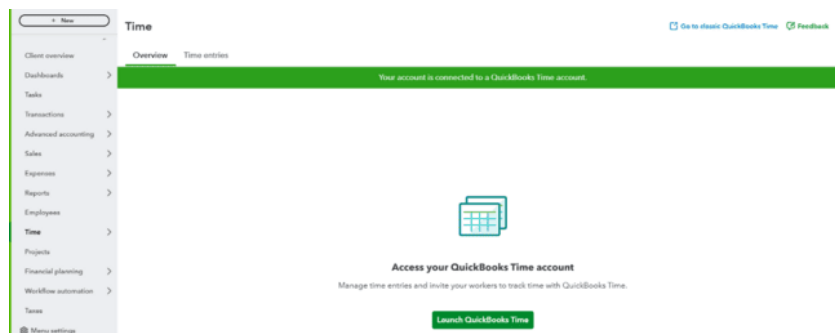 + New
Time
Go to classic QuickBooks Time
Feedback
Client overview
Dashboards
Tasks
Transactions
Advanced accounting
Sales
Expenses
Reports
Employees
Time
Projects
Financial planning
Workflow automation
Taxes
Menu settings
Overview
Time entries
Your account is connected to a QuickBooks Time account.
Access your QuickBooks Time account
Manage time entries and invite your workers to track time with QuickBooks Time.
Launch QuickBooks Time